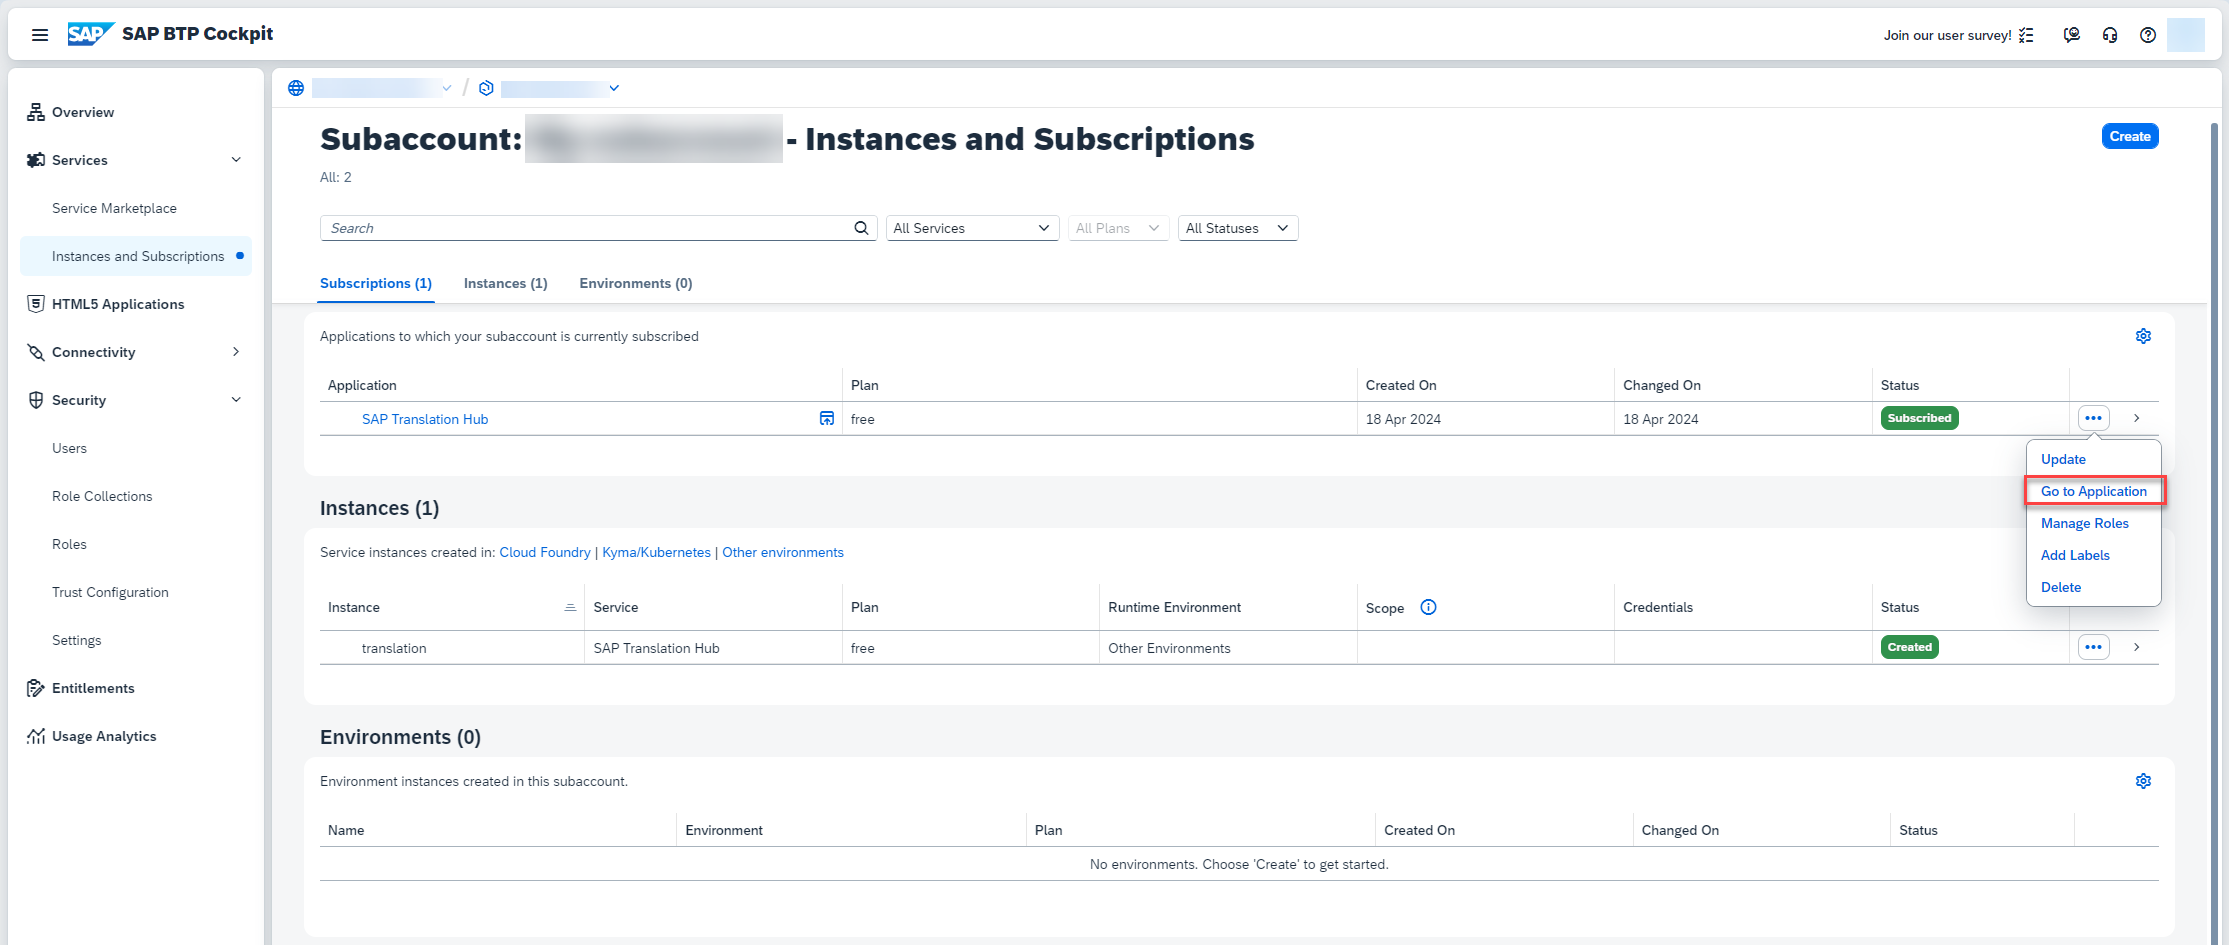 SAP SAP BTP Cockpit
Join our user survey!
Overview
Services
Service Marketplace
Instances and Subscriptions
HTML5 Applications
Connectivity
Security
Users
Role Collections
Roles
Trust Configuration
Settings
Entitlements
Usage Analytics
Subaccount: - Instances and Subscriptions
Create
All: 2
Search
All Services
All Plans
All Statuses
Subscriptions (1) Instances (1) Environments (0)
Applications to which your subaccount is currently subscribed
Application Plan Created On Changed On Status
SAP Translation Hub free 18 Apr 2024 18 Apr 2024 Subscribed
Update
Go to Application
Manage Roles
Add Labels
Delete
Instances (1)
Service instances created in: Cloud Foundry | Kyma/Kubernetes | Other environments
Instance Service Plan Runtime Environment Scope Credentials Status
translation SAP Translation Hub free Other Environments Created
Environments (0)
Environment instances created in this subaccount.
Name Environment Plan Created On Changed On Status
No environments. Choose 'Create' to get started.